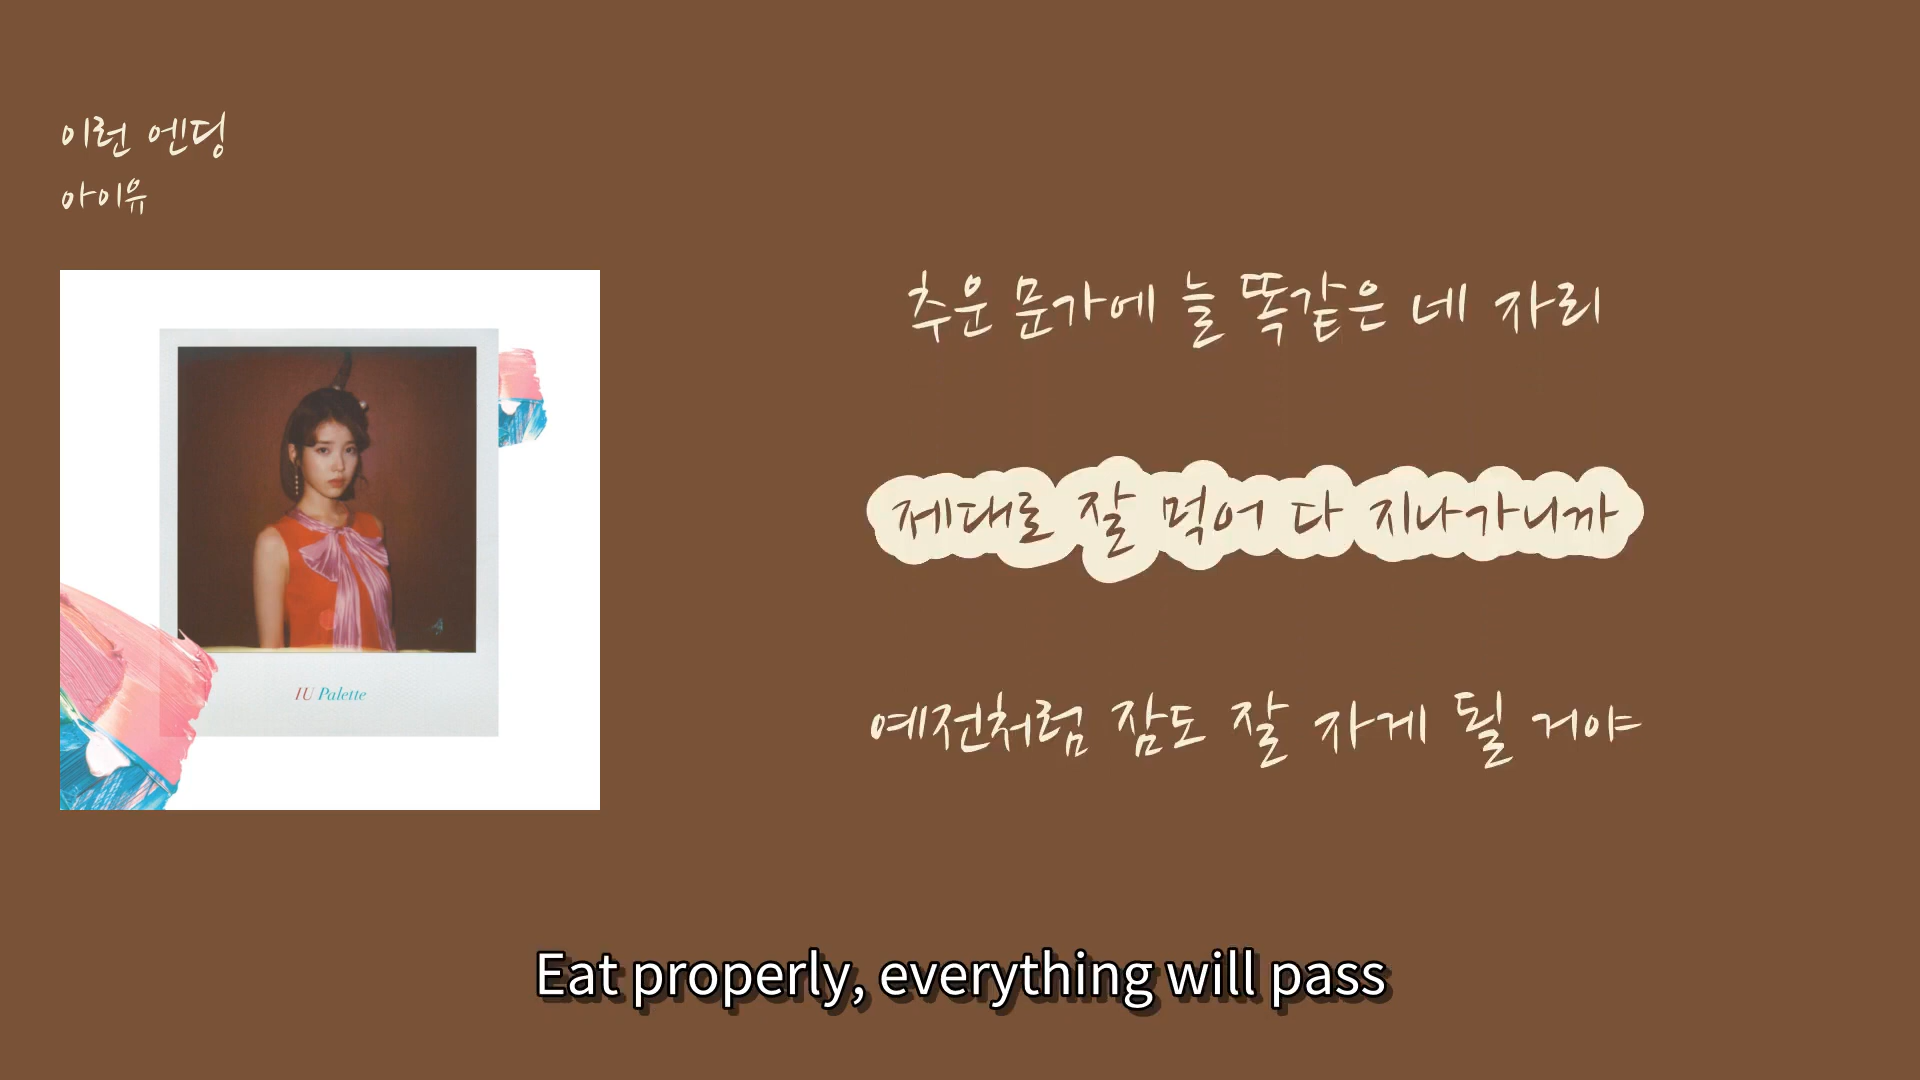 이런 엔딩
아이유
IU Palette
추운 문가에 늘 똑같은 네 자리
제대로 잘 먹어 다 지나가니까
예전처럼 잠도 잘 자게 될 거야
Eat properly, everything will pass